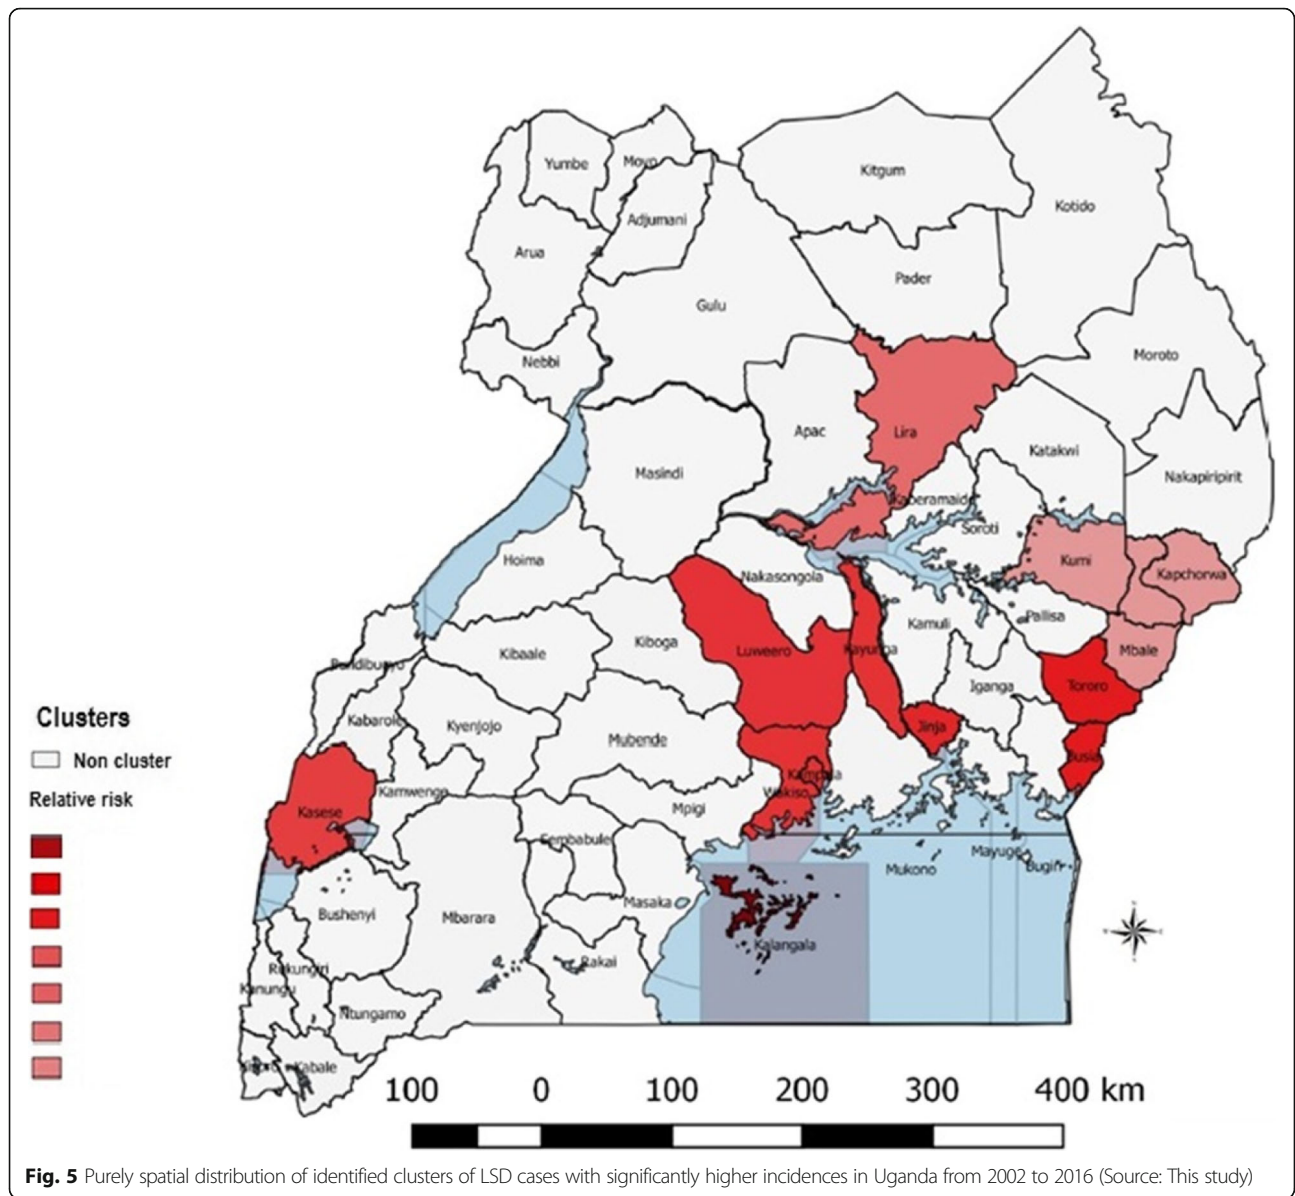 Yumbe
Moyo
Kitgum
Adjumani
Kotido
Arua
Pader
Gulu
Nebbi
Moroto
Apac
Lira
Katakwi
Masindi
Nakapiripirit
Kaberamaido
Soroti
Hoima
Kumi
Kapchorwa
Nakasongola
Pallisa
Kamuli
Kiboga
Luweero
Kayunga
Mbale
Kibaale
Bundibugyo
Iganga
Tororo
Clusters
Kabarole
Kyenjojo
Jinja
Mubende
Non cluster
Busia
Kampala
Relative risk
Kamwenge
Wakiso
Kasese
Mpigi
Sembabule
Mayuge
Bugiri
Mukono
Masaka
Bushenyi
Mbarara
Kalangala
Rakai
Rukungiri
Kanungu
Ntungamo
Kabale
100 0 100 200 300 400 km
Fig. 5 Purely spatial distribution of identified clusters of LSD cases with significantly higher incidences in Uganda from 2002 to 2016 (Source: This study)